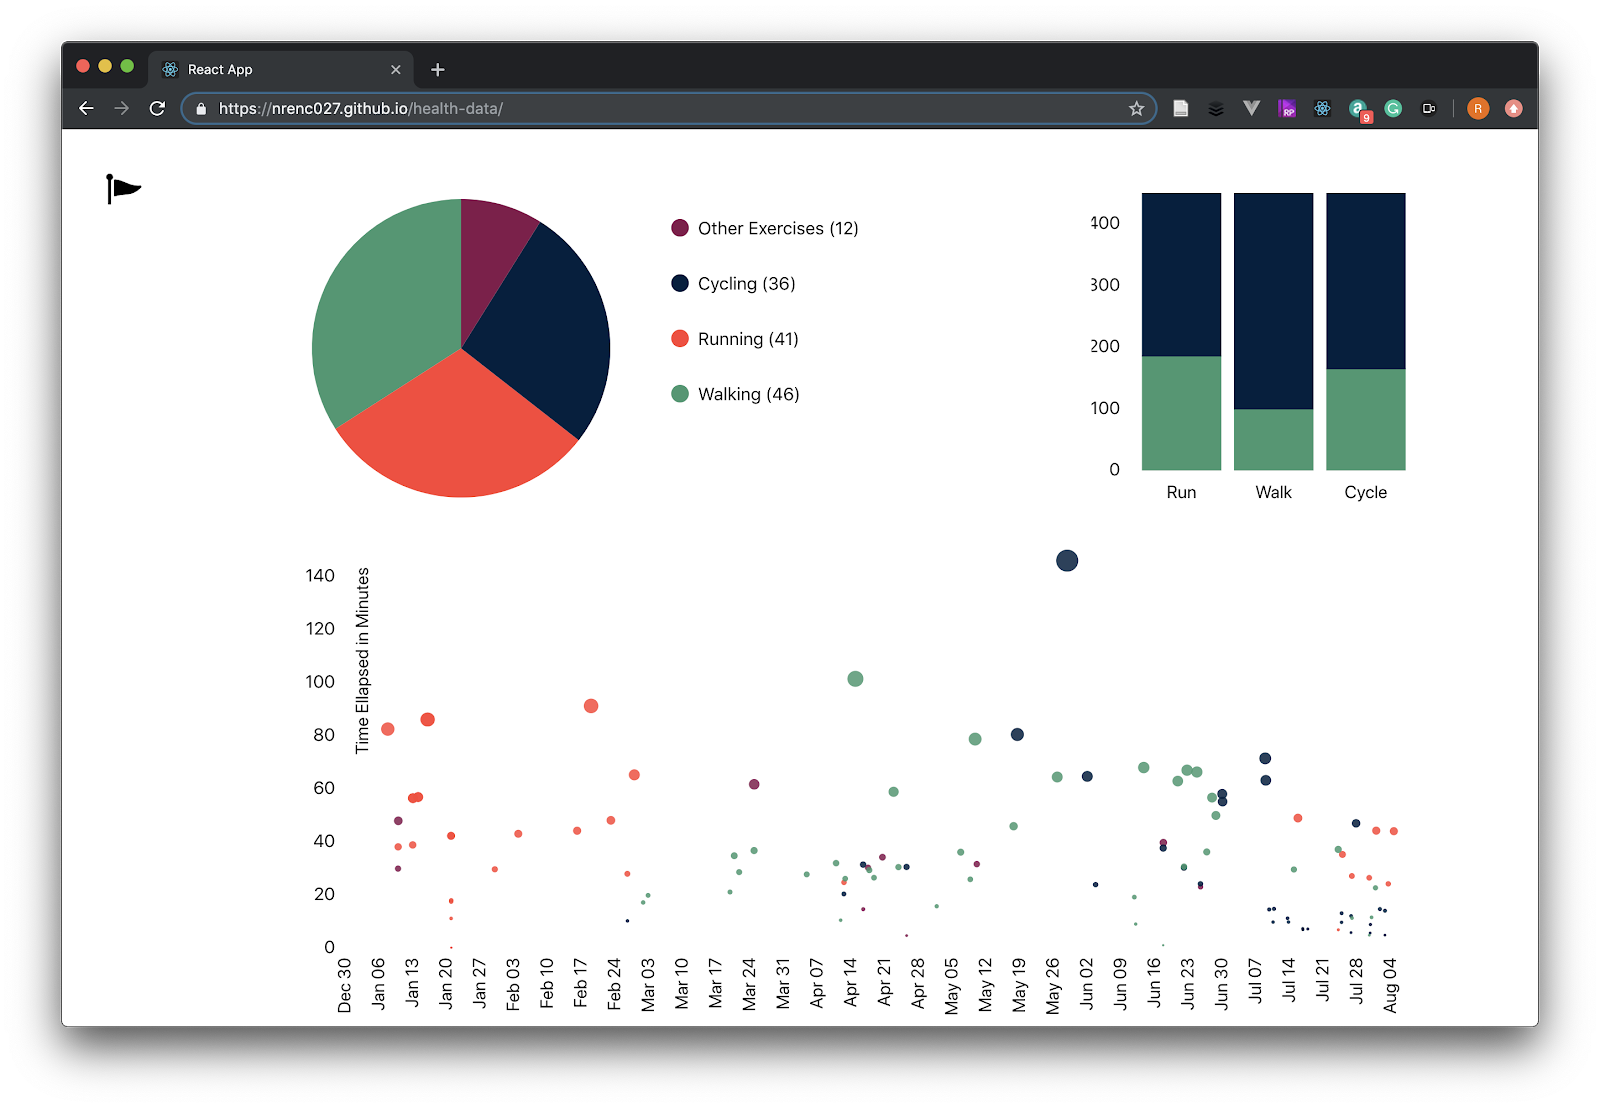 React App
https://nrenc027.github.io/health-data/
RP
9
R
Other Exercises (12)
Cycling (36)
Running (41)
Walking (46)
400
300
200
100
0
Run Walk Cycle
Time Ellapsed in Minutes
140
120
100
80
60
40
20
0
Dec 30 Jan 06 Jan 13 Jan 20 Jan 27 Feb 03 Feb 10 Feb 17 Feb 24 Mar 03 Mar 10 Mar 17 Mar 24 Mar 31 Apr 07 Apr 14 Apr 21 Apr 28 May 05 May 12 May 19 May 26 Jun 02 Jun 09 Jun 16 Jun 23 Jun 30 Jul 07 Jul 14 Jul 21 Jul 28 Aug 04